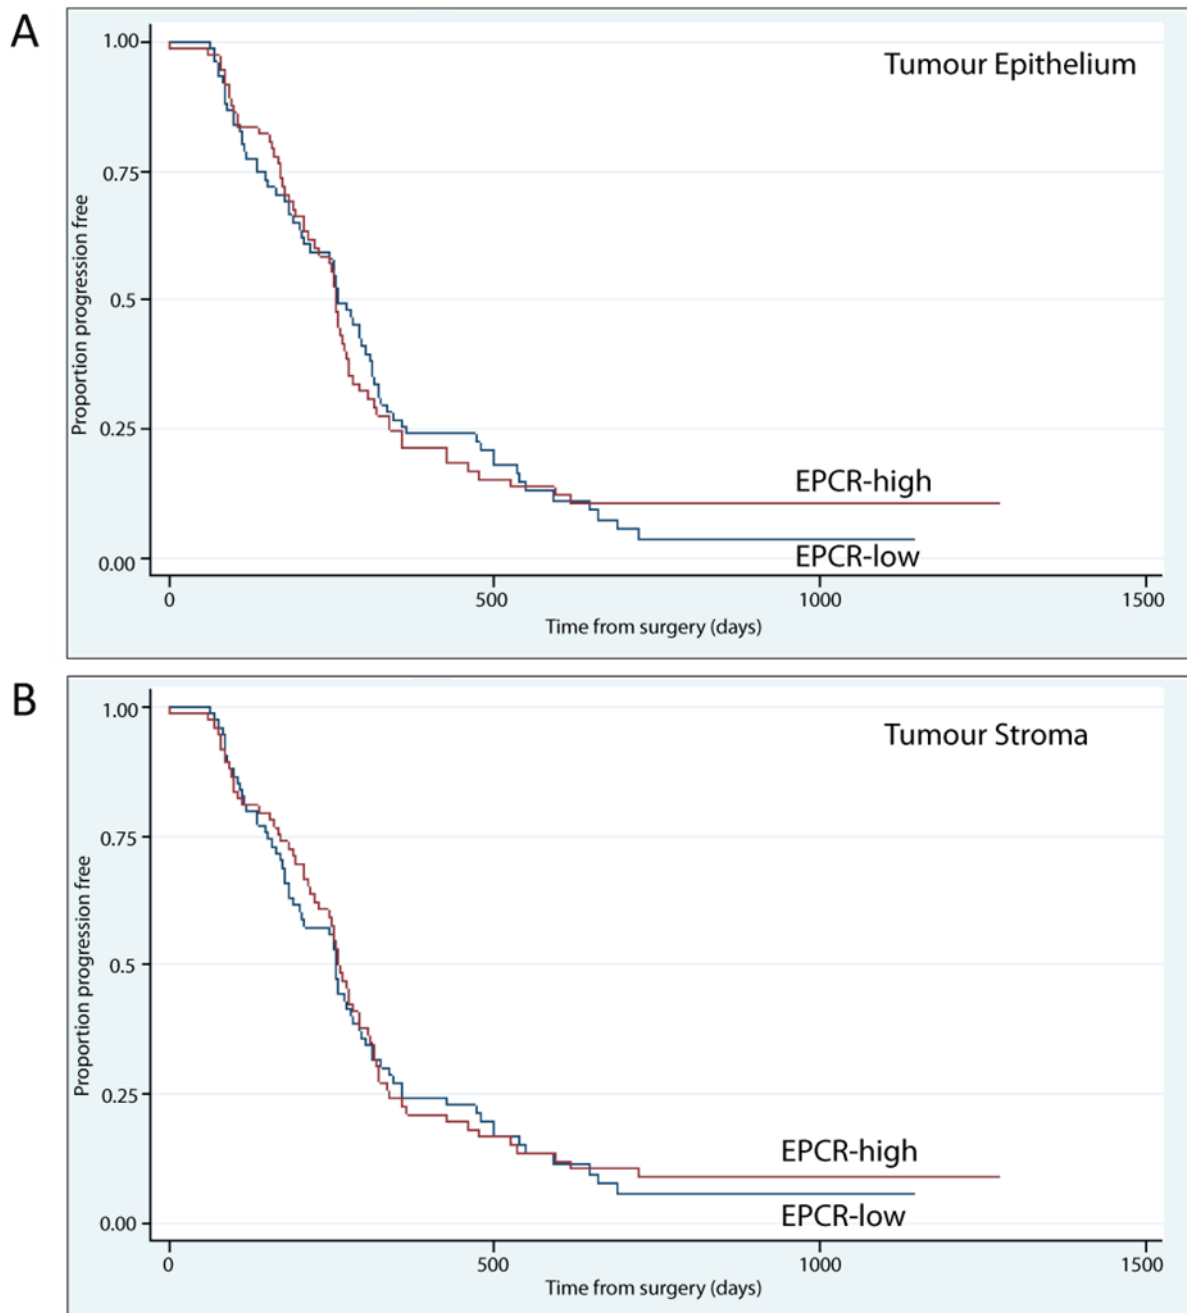 A
Tumour Epithelium
1.00
0.75
0.5
0.25
0.00
Proportion progression free
EPCR-high
EPCR-low
0 500 1000 1500
Time from surgery (days)
B
Tumour Stroma
1.00
0.75
0.5
0.25
0.00
Proportion progression free
EPCR-high
EPCR-low
0 500 1000 1500
Time from surgery (days)